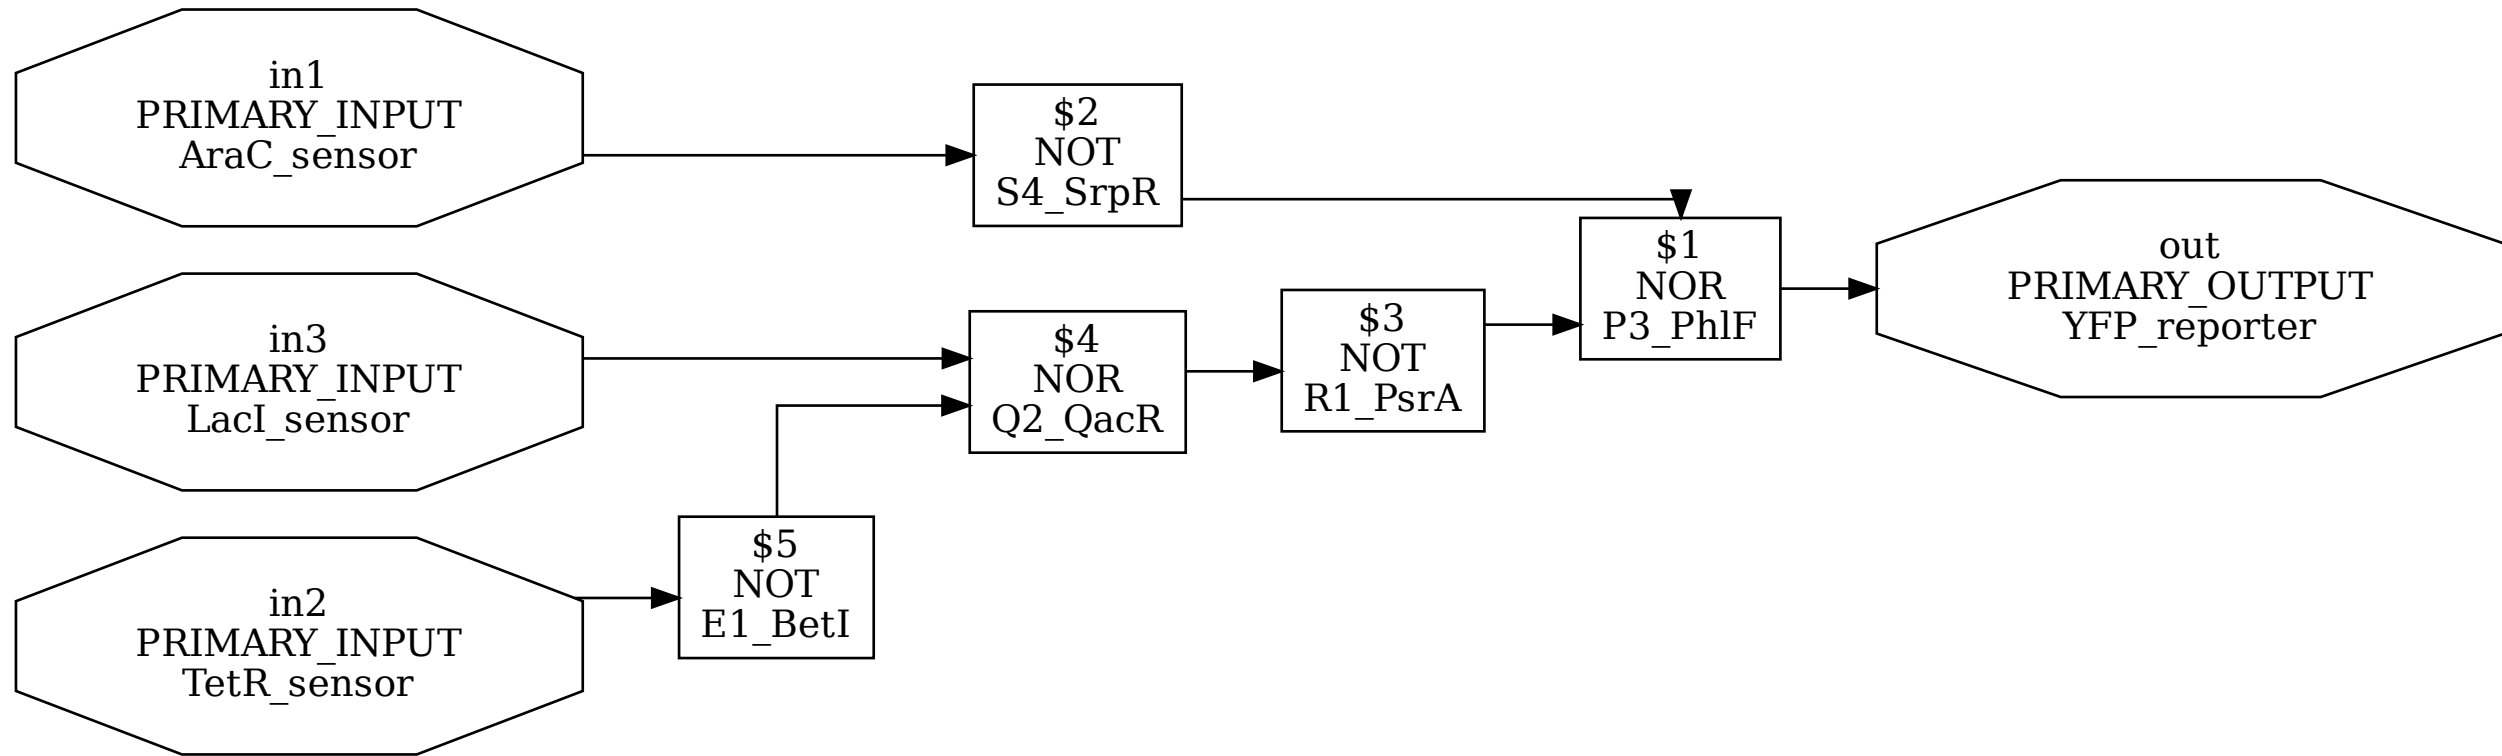 in1
PRIMARY_INPUT
AraC_sensor
$2
NOT
S4_SrpR
in3
PRIMARY_INPUT
LacI_sensor
$4
NOR
Q2_QacR
$3
NOT
R1_PsrA
$1
NOR
P3_PhlF
out
PRIMARY_OUTPUT
YFP_reporter
in2
PRIMARY_INPUT
TetR_sensor
$5
NOT
E1_BetI